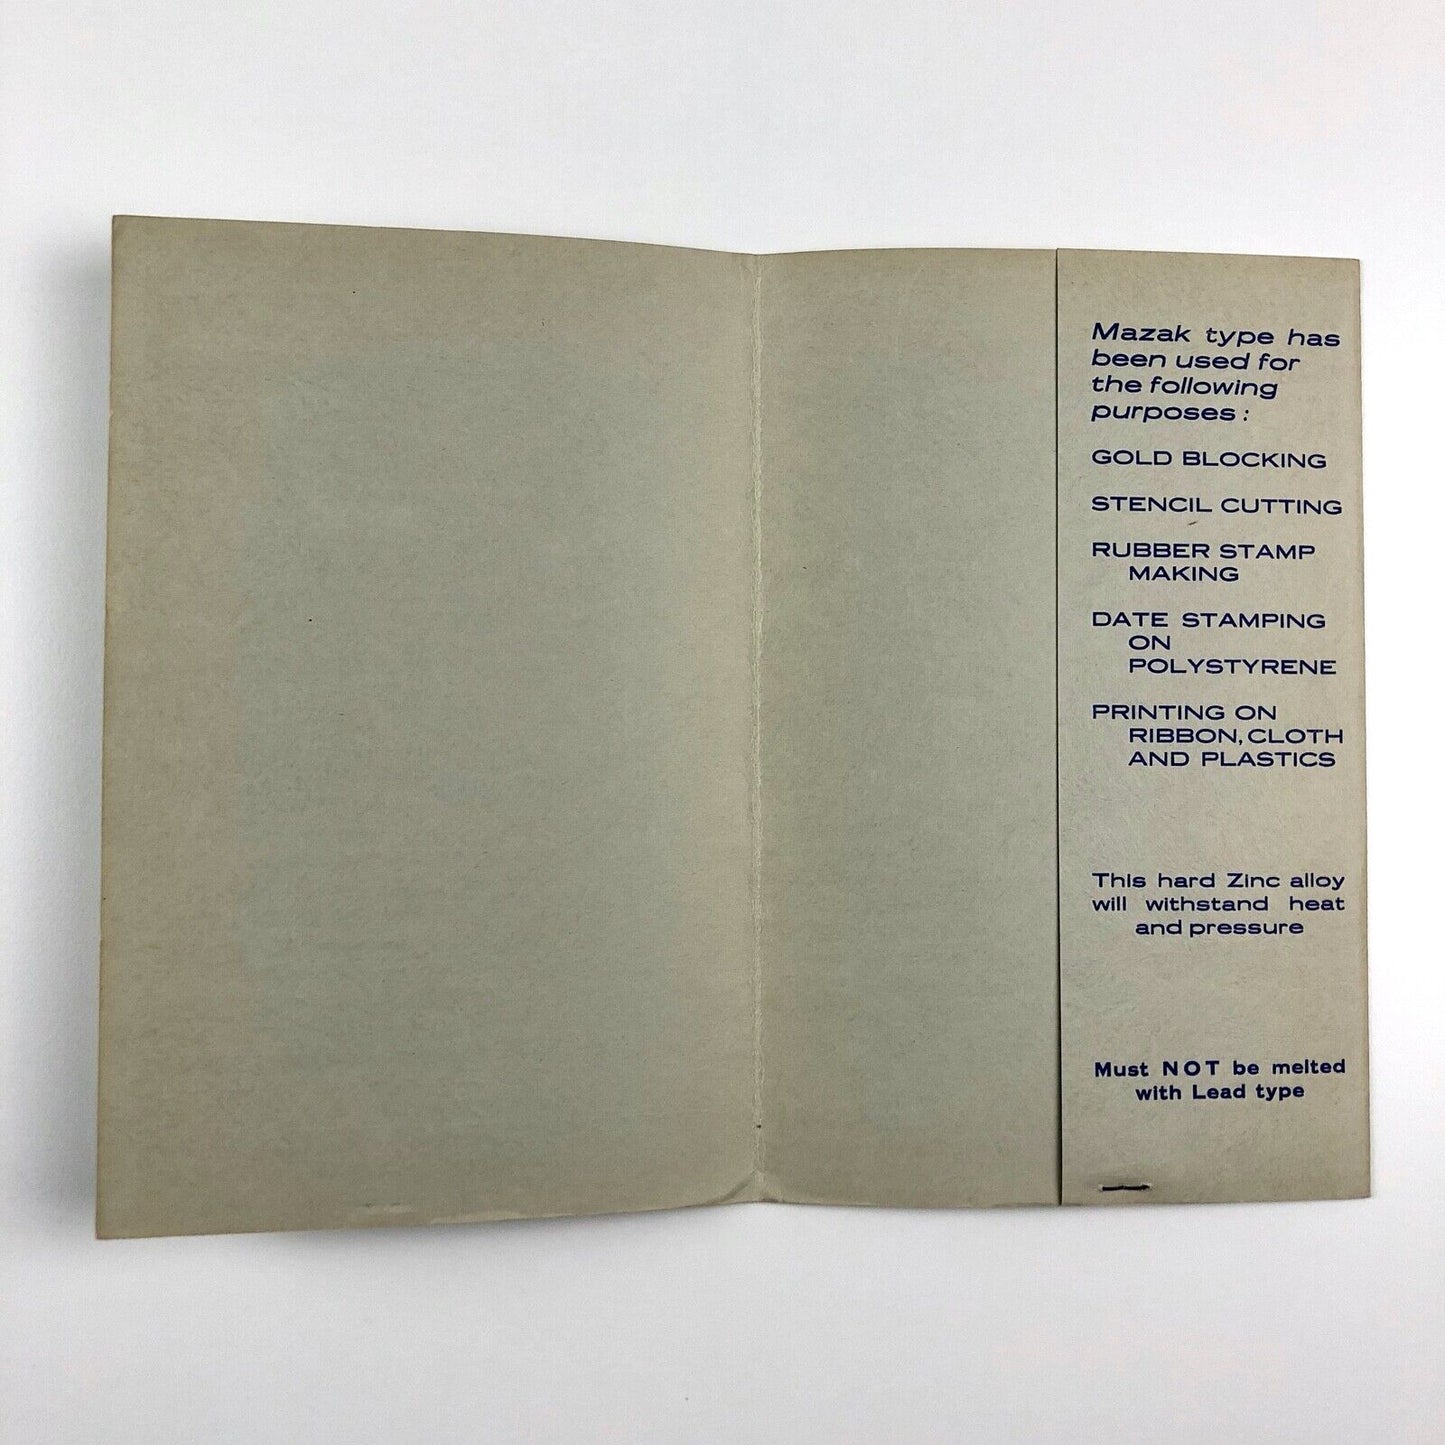 Mazak type has
been used for
the following
purposes:
GOLD BLOCKING
STENCIL CUTTING
RUBBER STAMP
MAKING
DATE STAMPING
ON
POLYSTYRENE
PRINTING ON
RIBBON, CLOTH
AND PLASTICS
This hard Zinc alloy
will withstand heat
and pressure
Must NOT be melted
with Lead type